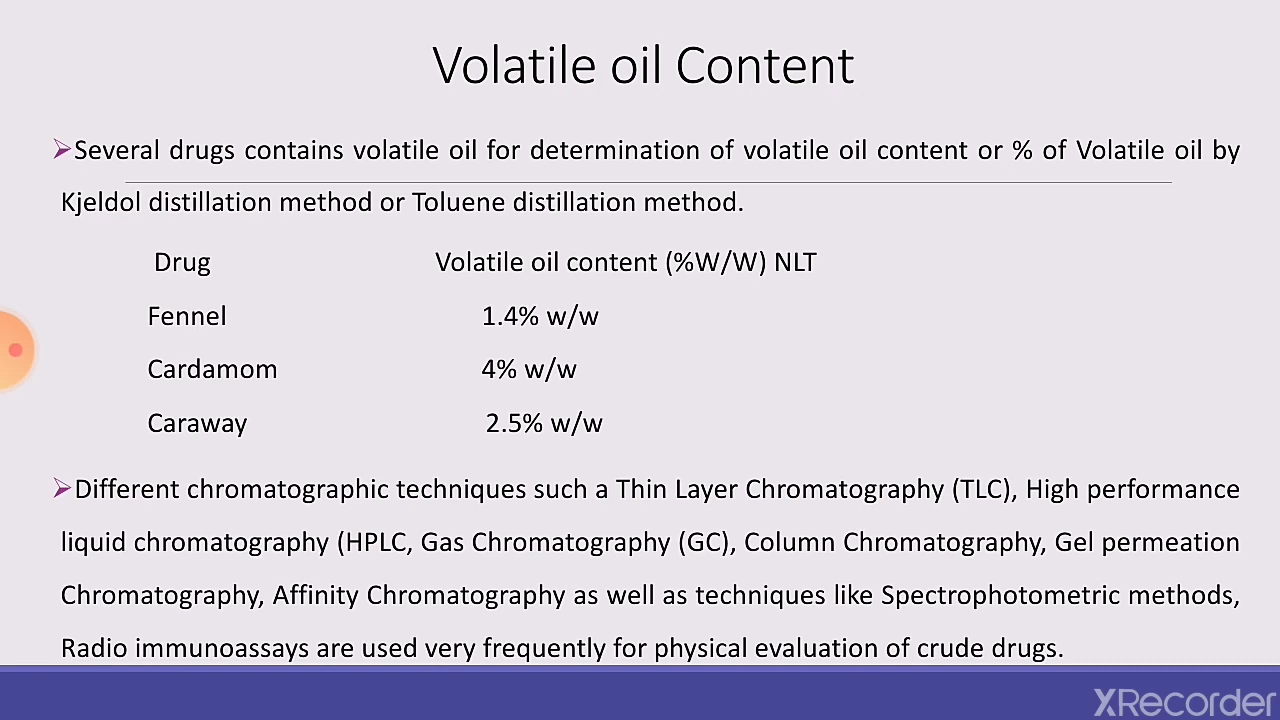 Volatile oil Content
➢Several drugs contains volatile oil for determination of volatile oil content or % of Volatile oil by
Kjeldol distillation method or Toluene distillation method.
Drug Volatile oil content (%W/W) NLT
Fennel 1.4% w/w
Cardamom 4% w/w
Caraway 2.5% w/w
➢Different chromatographic techniques such a Thin Layer Chromatography (TLC), High performance
liquid chromatography (HPLC, Gas Chromatography (GC), Column Chromatography, Gel permeation
Chromatography, Affinity Chromatography as well as techniques like Spectrophotometric methods,
Radio immunoassays are used very frequently for physical evaluation of crude drugs.
XRecorder